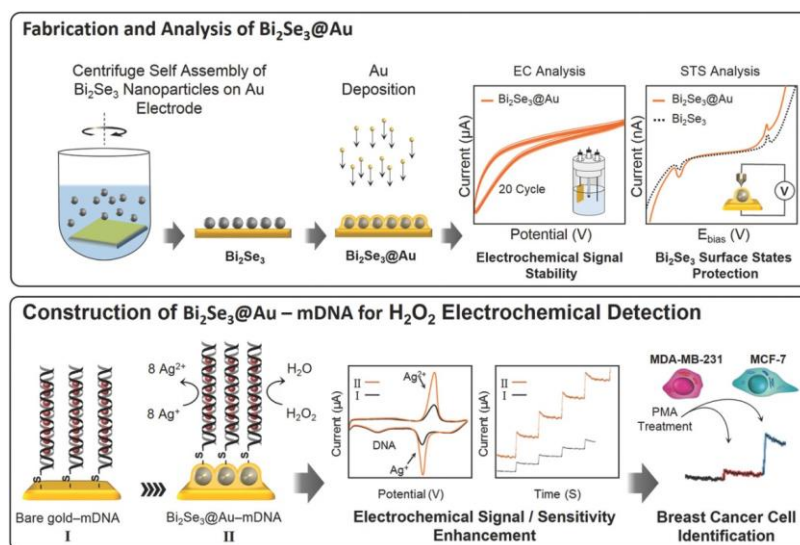 Fabrication and Analysis of Bi₂Se₃@Au
Centrifuge Self Assembly of
Bi₂Se₃ Nanoparticles on Au
Electrode
Bi₂Se₃
Au
Deposition
Bi₂Se₃@Au
EC Analysis
Bi₂Se₃@Au
20 Cycle
Current (µA)
Potential (V)
Electrochemical Signal
Stability
STS Analysis
Bi₂Se₃@Au
Bi₂Se₃
V
Current (nA)
E_bias (V)
Bi₂Se₃ Surface States
Protection
Construction of Bi₂Se₃@Au – mDNA for H₂O₂ Electrochemical Detection
S S S
Bare gold–mDNA
I
8 Ag²⁺
8 Ag⁺
H₂O
H₂O₂
S S S
Bi₂Se₃@Au–mDNA
II
II
I
Ag²⁺
DNA
Ag⁺
Current (µA)
Potential (V)
II
I
Current (µA)
Time (S)
Electrochemical Signal / Sensitivity
Enhancement
MDA-MB-231
MCF-7
PMA
Treatment
Breast Cancer Cell
Identification